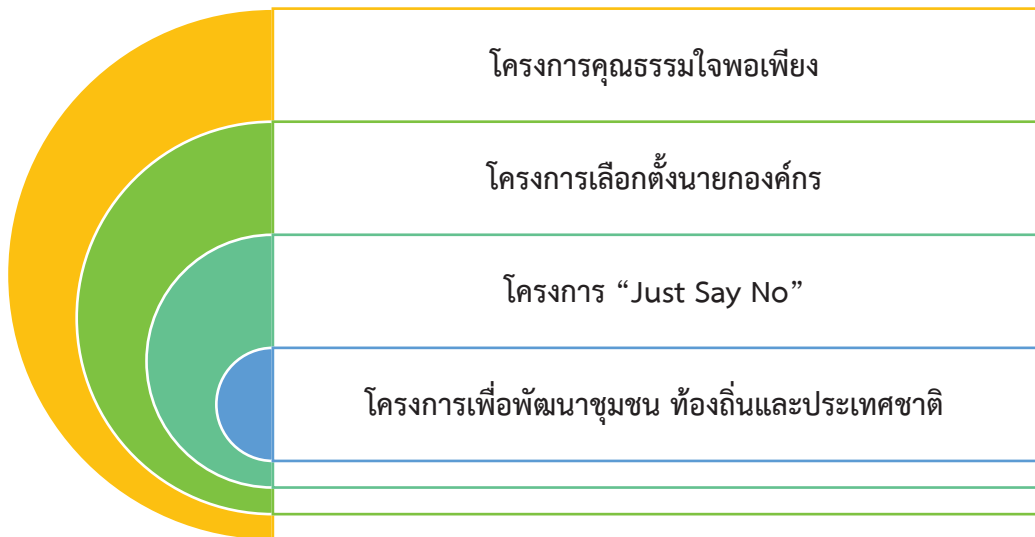 โครงการคุณธรรมใจพอเพียง
โครงการเลือกตั้งนายกองค์กร
โครงการ “Just Say No”
โครงการเพื่อพัฒนาชุมชน ท้องถิ่นและประเทศชาติ